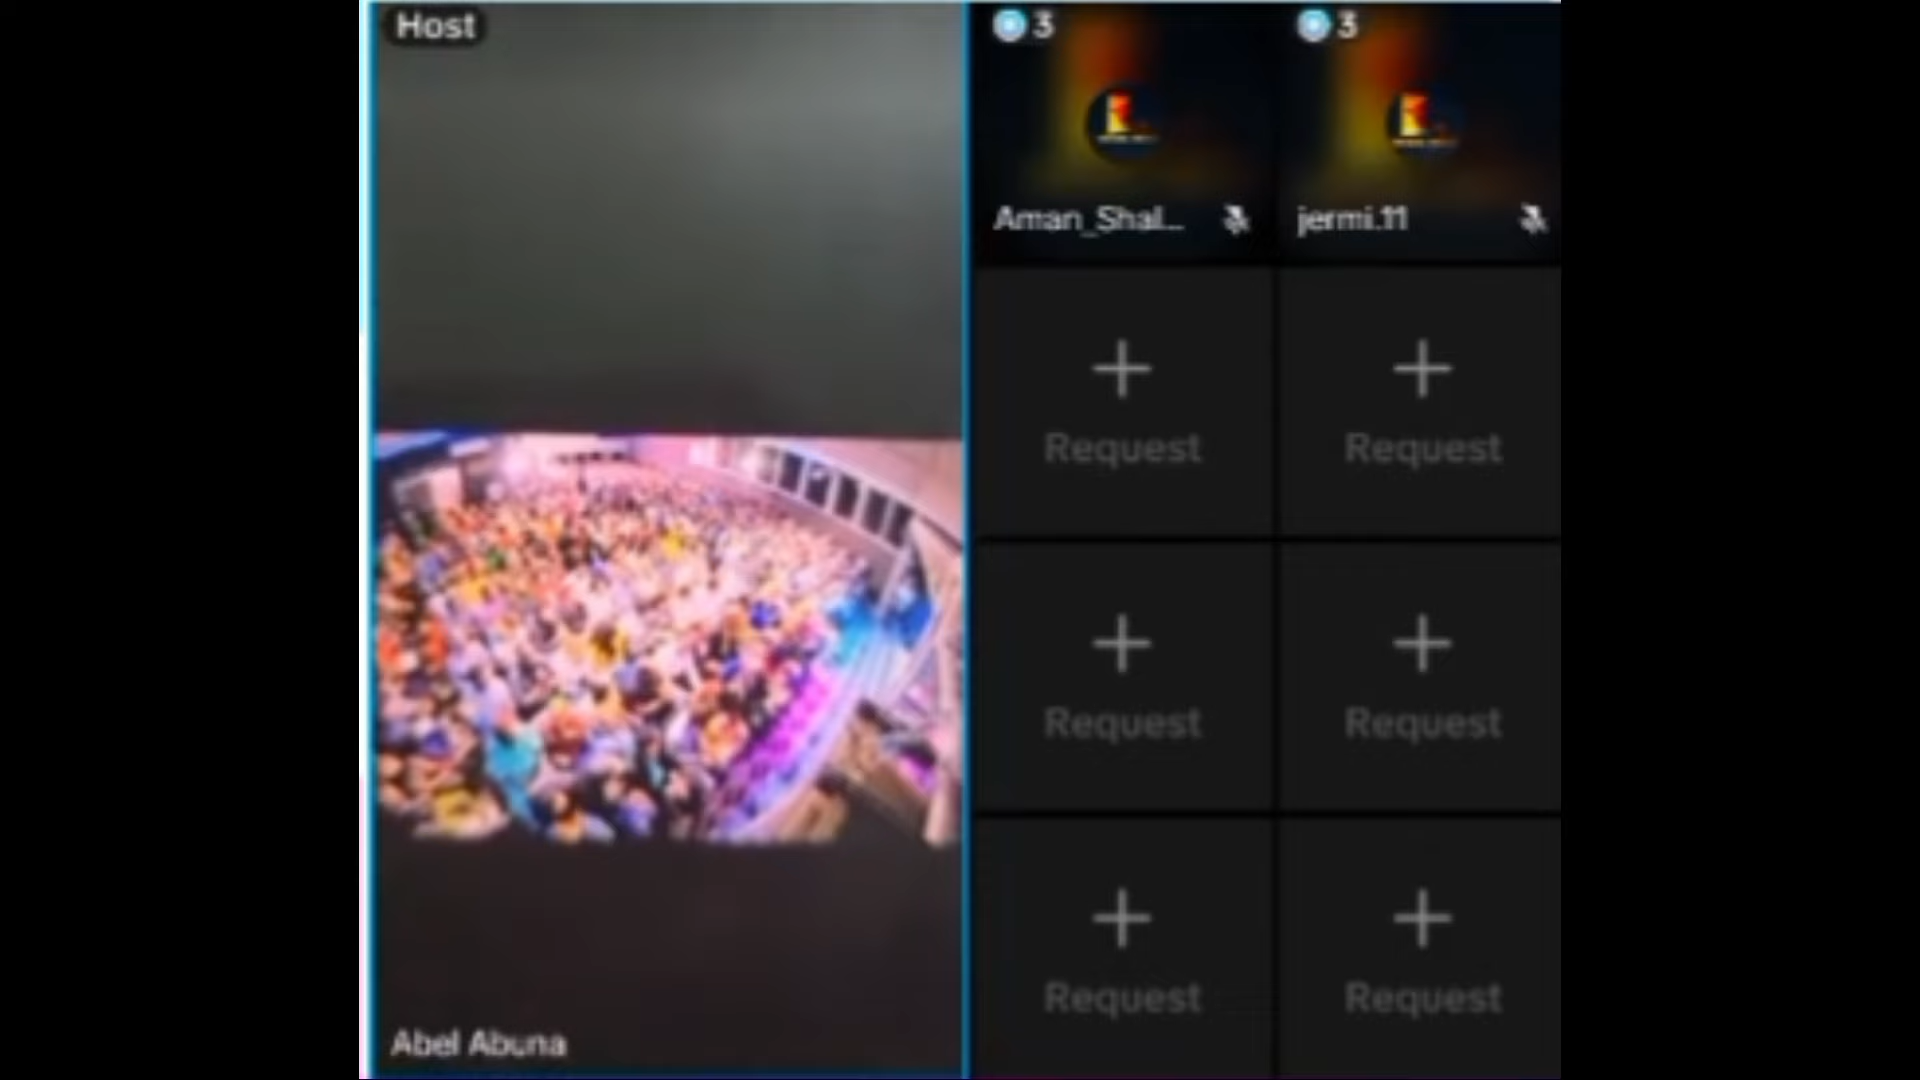 Host
3
3
Aman_Shal...
jermi.11
Request
Request
Request
Request
Request
Request
Abel Abuna